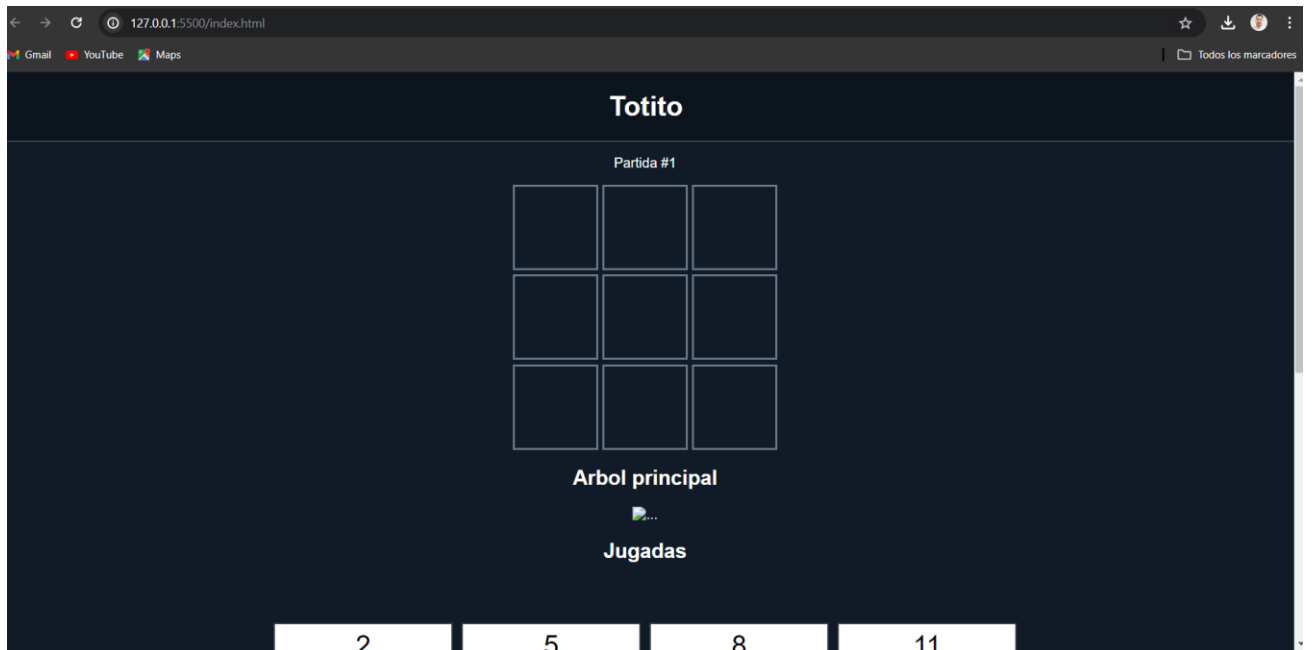 127.0.0.1:5500/index.html
Gmail YouTube Maps Todos los marcadores
Totito
Partida #1
Arbol principal
...
Jugadas
2 5 8 11